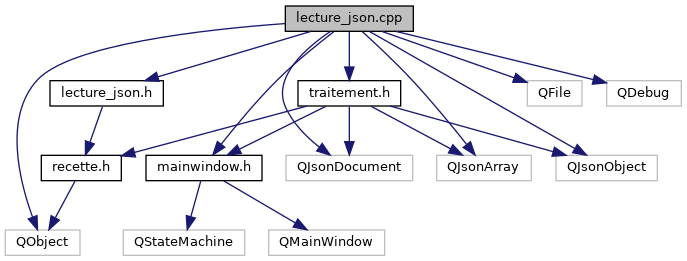 lecture_json.cpp
lecture_json.h
traitement.h
QFile
QDebug
recette.h
mainwindow.h
QJsonDocument
QJsonArray
QJsonObject
QObject
QStateMachine
QMainWindow